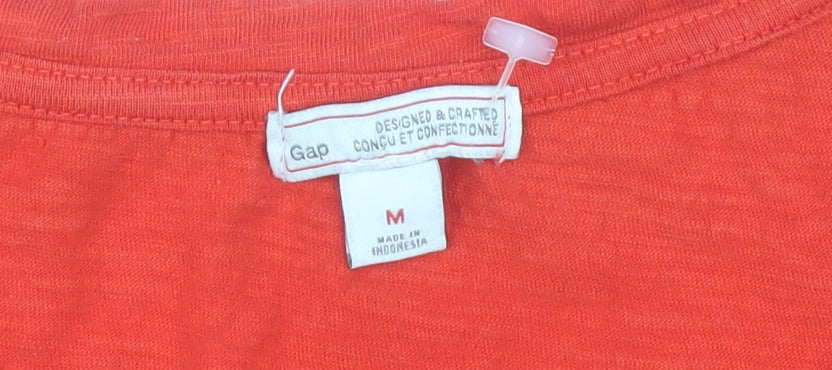 Gap
DESIGNED & CRAFTED
CONÇU ET CONFECTIONNÉ
M
MADE IN
INDONESIA